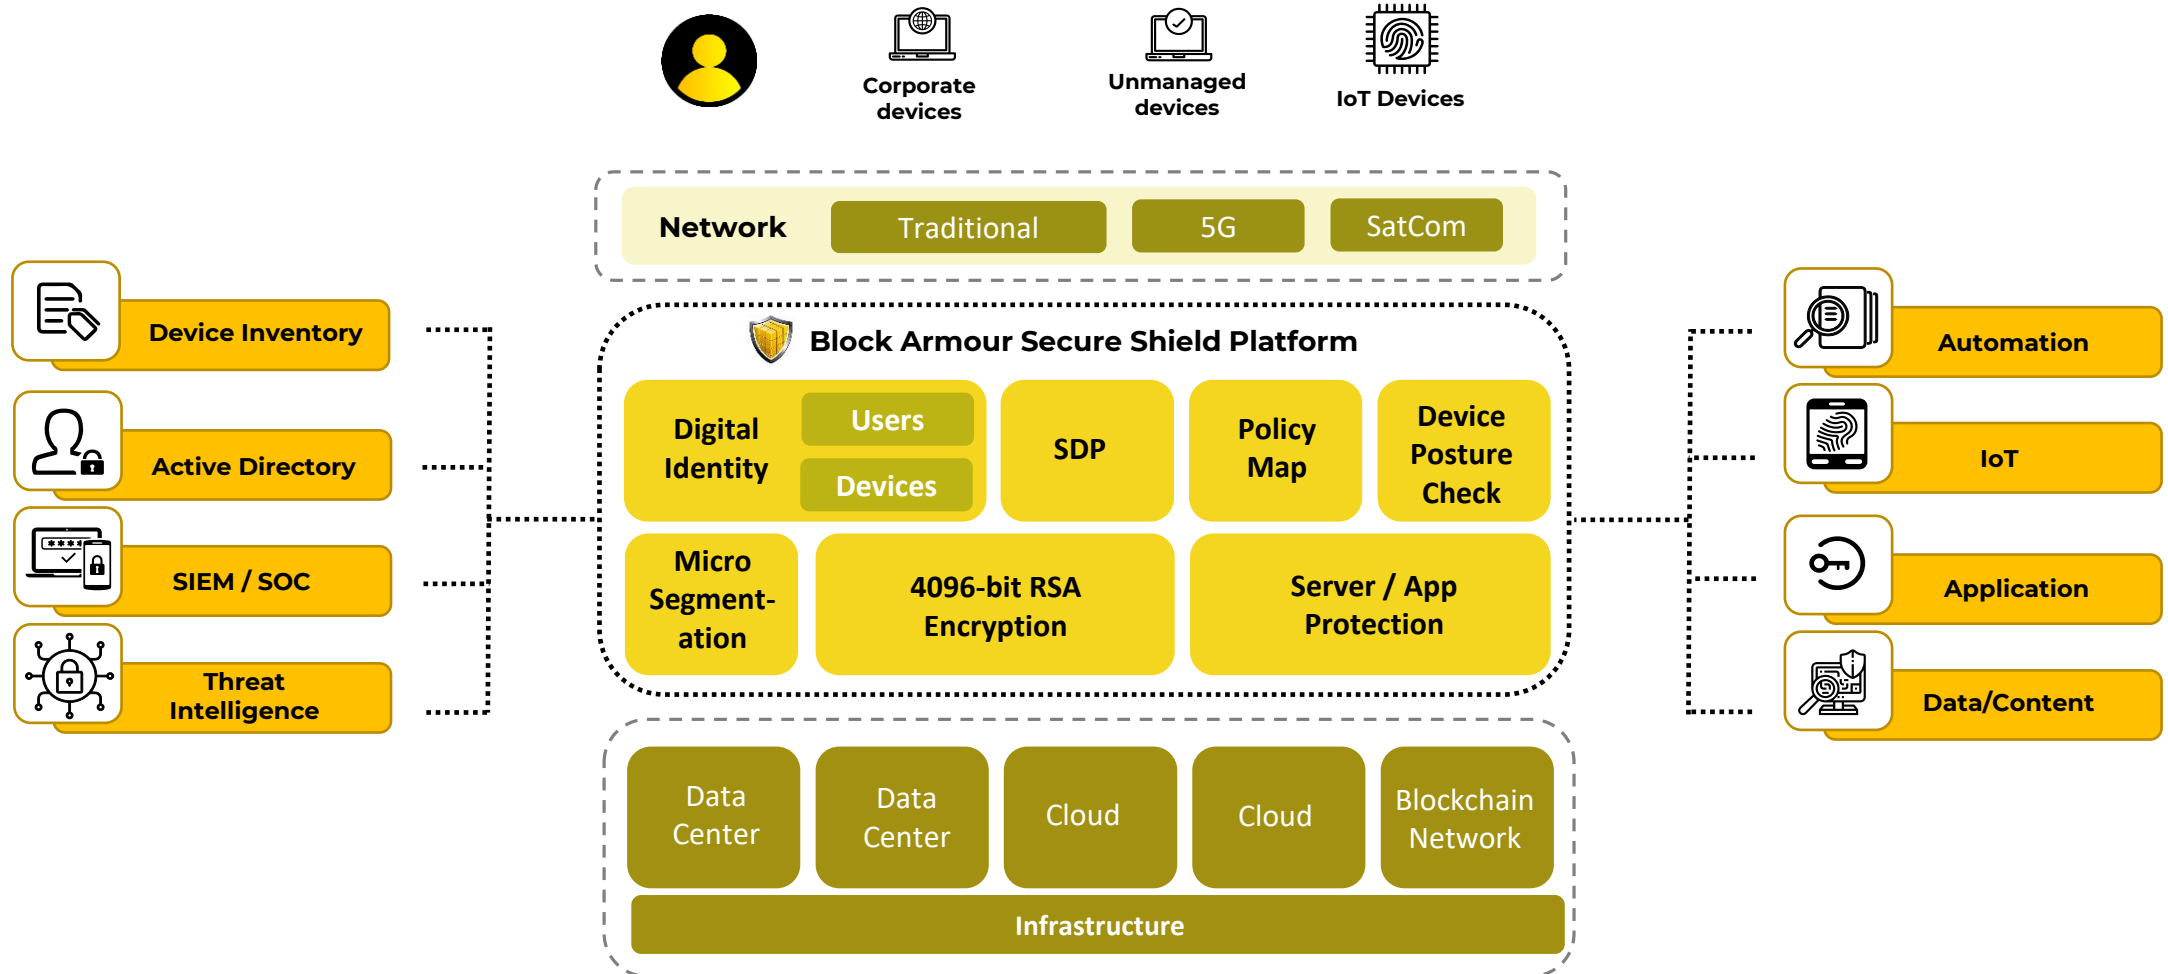 Corporate
devices
Unmanaged
devices
IoT Devices
Network
Traditional
5G
SatCom
Device Inventory
Active Directory
SIEM / SOC
Threat
Intelligence
Block Armour Secure Shield Platform
Digital
Identity
Users
Devices
SDP
Policy
Map
Device
Posture
Check
Micro
Segment-
ation
4096-bit RSA
Encryption
Server / App
Protection
Automation
IoT
Application
Data/Content
Data
Center
Data
Center
Cloud
Cloud
Blockchain
Network
Infrastructure